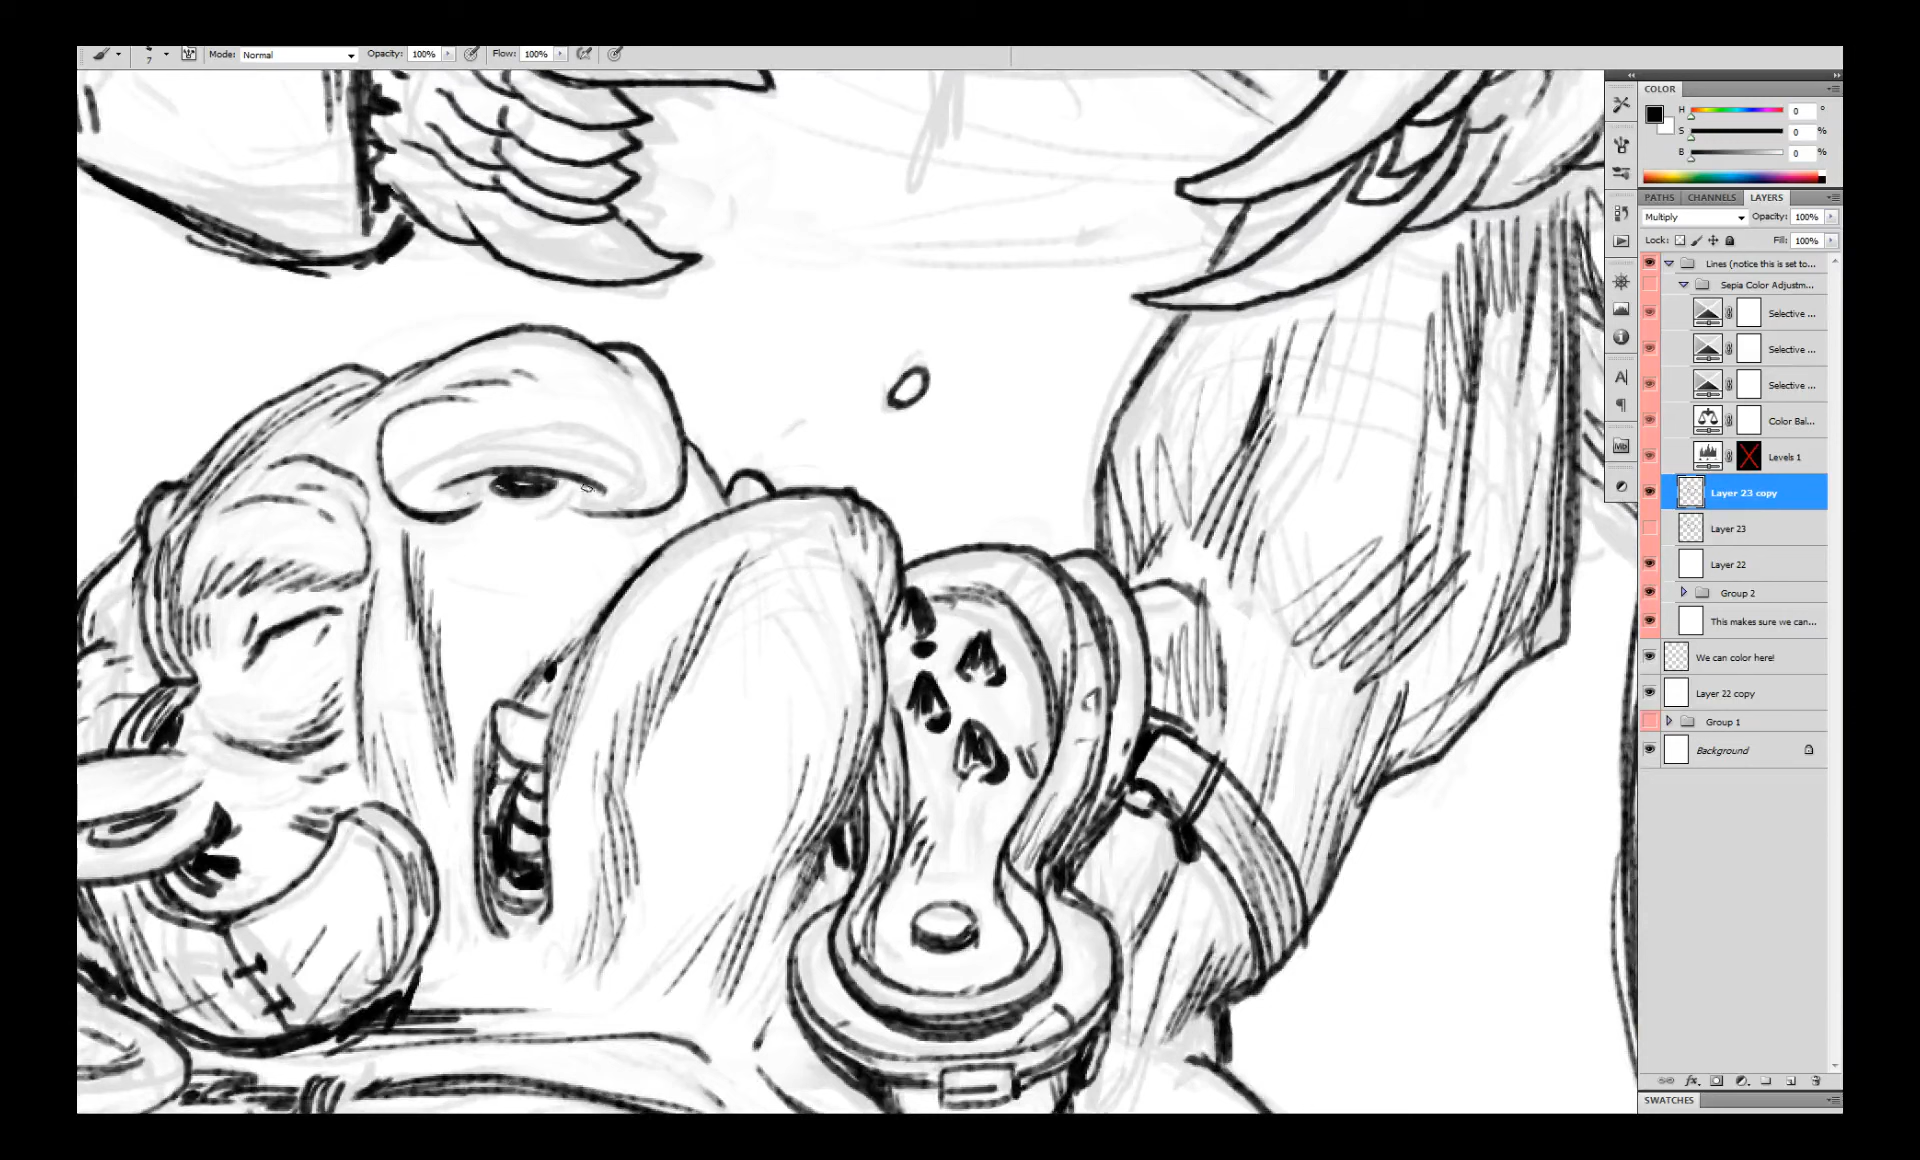 7 Mode: Normal Opacity: 100% Flow: 100%
COLOR
H 0 °
S 0 %
B 0 %
PATHS CHANNELS LAYERS
Multiply Opacity: 100%
Lock: Fill: 100%
Lines (notice this is set to...
Sepia Color Adjustm...
Selective ...
Selective ...
Selective ...
Color Bal...
Levels 1
Layer 23 copy
Layer 23
Layer 22
Group 2
This makes sure we can...
We can color here!
Layer 22 copy
Group 1
Background
fx.
SWATCHES
A
¶
Mb